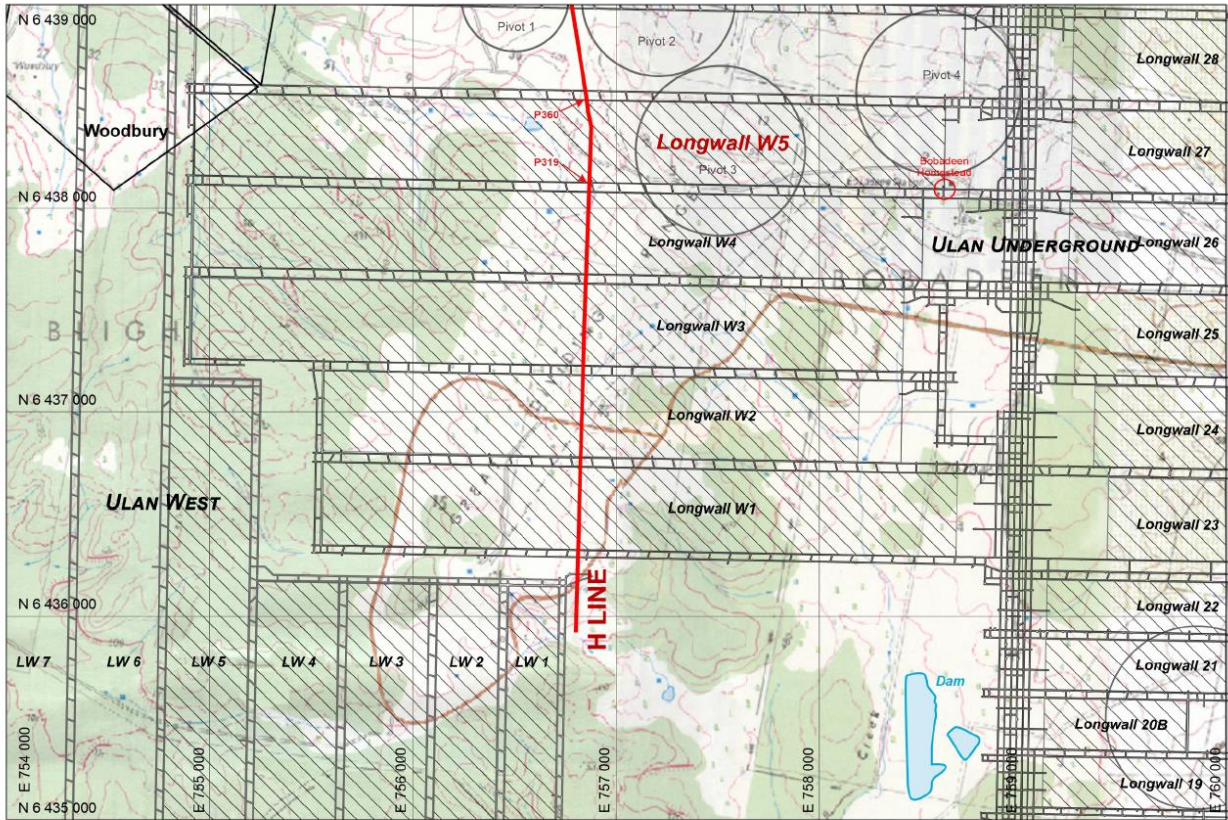 N 6 439 000
Pivot 1
Pivot 2
Longwall 28
Pivot 4
P360
Woodbury
Longwall W5
Longwall 27
P319
Pivot 3
Bobadeen
Homestead
N 6 438 000
Longwall W4
ULAN UNDERGROUND
Longwall 26
BOBADEEN
BLIGH
Longwall W3
Longwall 25
N 6 437 000
Longwall W2
Longwall 24
ULAN WEST
Longwall W1
Longwall 23
H LINE
N 6 436 000
Longwall 22
LW 7
LW 6
LW 5
LW 4
LW 3
LW 2
LW 1
Longwall 21
Dam
Longwall 20B
Creek
E 754 000
E 755 000
E 756 000
E 757 000
E 758 000
E 759 000
E 760 000
Longwall 19
N 6 435 000